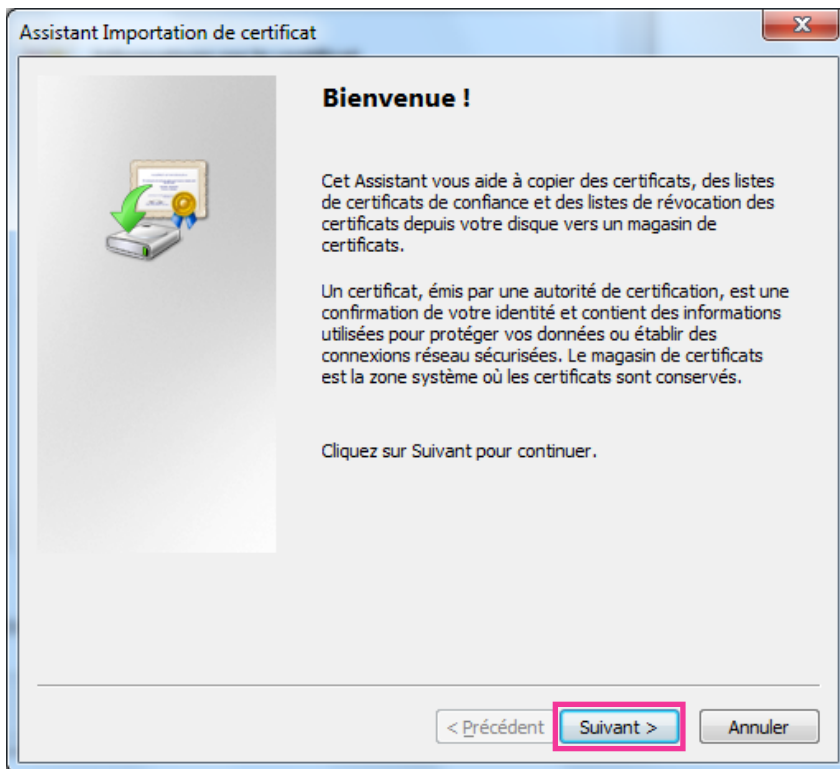 Assistant Importation de certificat
Bienvenue !
Cet Assistant vous aide à copier des certificats, des listes
de certificats de confiance et des listes de révocation des
certificats depuis votre disque vers un magasin de
certificats.
Un certificat, émis par une autorité de certification, est une
confirmation de votre identité et contient des informations
utilisées pour protéger vos données ou établir des
connexions réseau sécurisées. Le magasin de certificats
est la zone système où les certificats sont conservés.
Cliquez sur Suivant pour continuer.
< Précédent Suivant > Annuler